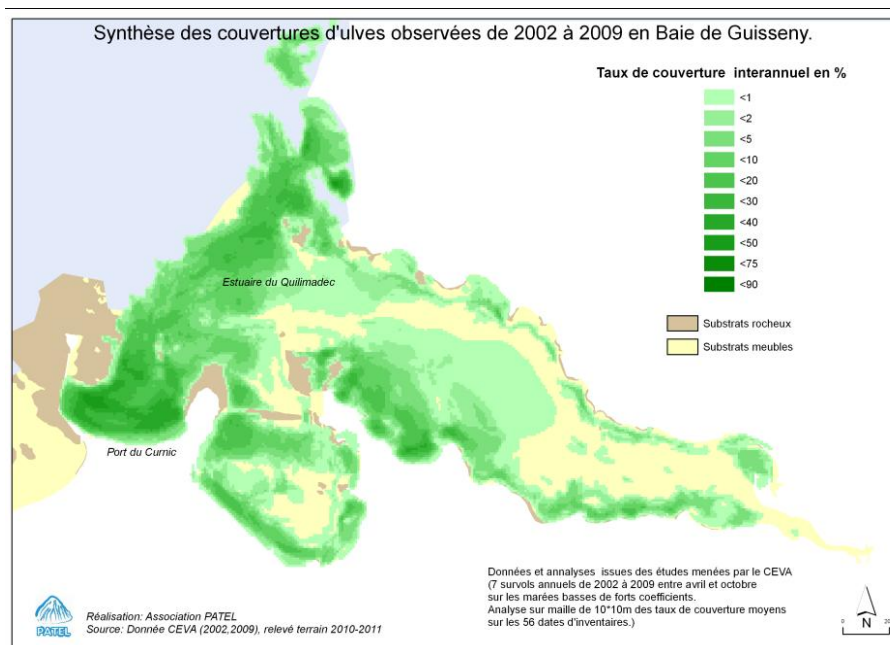 Synthèse des couvertures d'ulves observées de 2002 à 2009 en Baie de Guisseny.
Taux de couverture interannuel en %
<1
<2
<5
<10
<20
<30
<40
<50
<75
<90
Substrats rocheux
Substrats meubles
Estuaire du Quilimadec
Port du Curnic
Données et annalyses issues des études menées par le CEVA
(7 survols annuels de 2002 à 2009 entre avril et octobre
sur les marées basses de forts coefficients.
Analyse sur maille de 10*10m des taux de couverture moyens
sur les 56 dates d'inventaires.)
PATEL
Réalisation: Association PATEL
Source: Donnée CEVA (2002,2009), relevé terrain 2010-2011
N
0